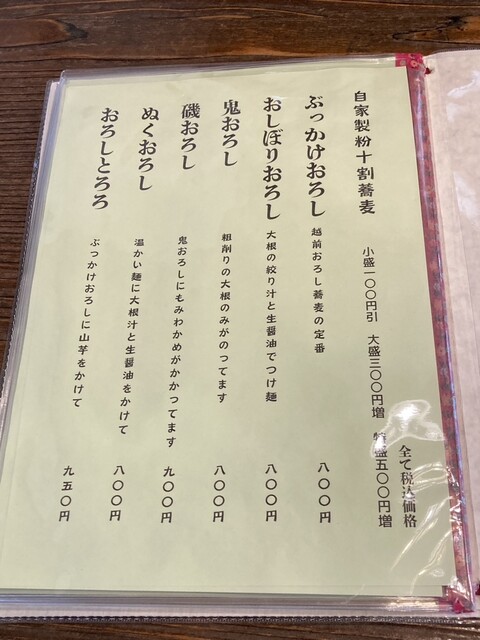 自家製粉十割蕎麦
小盛一〇〇円引 大盛三〇〇円増 特盛五〇〇円増
全て税込価格
ぶっかけおろし 越前おろし蕎麦の定番 八〇〇円
おしぼりおろし 大根の絞り汁と生醤油でつけ麺 八〇〇円
鬼おろし 粗削りの大根のみがのってます 八〇〇円
磯おろし 鬼おろしにもみわかめがかかってます 九〇〇円
ぬくおろし 温かい麺に大根汁と生醤油をかけて 八〇〇円
おろしとろろ ぶっかけおろしに山芋をかけて 九五〇円